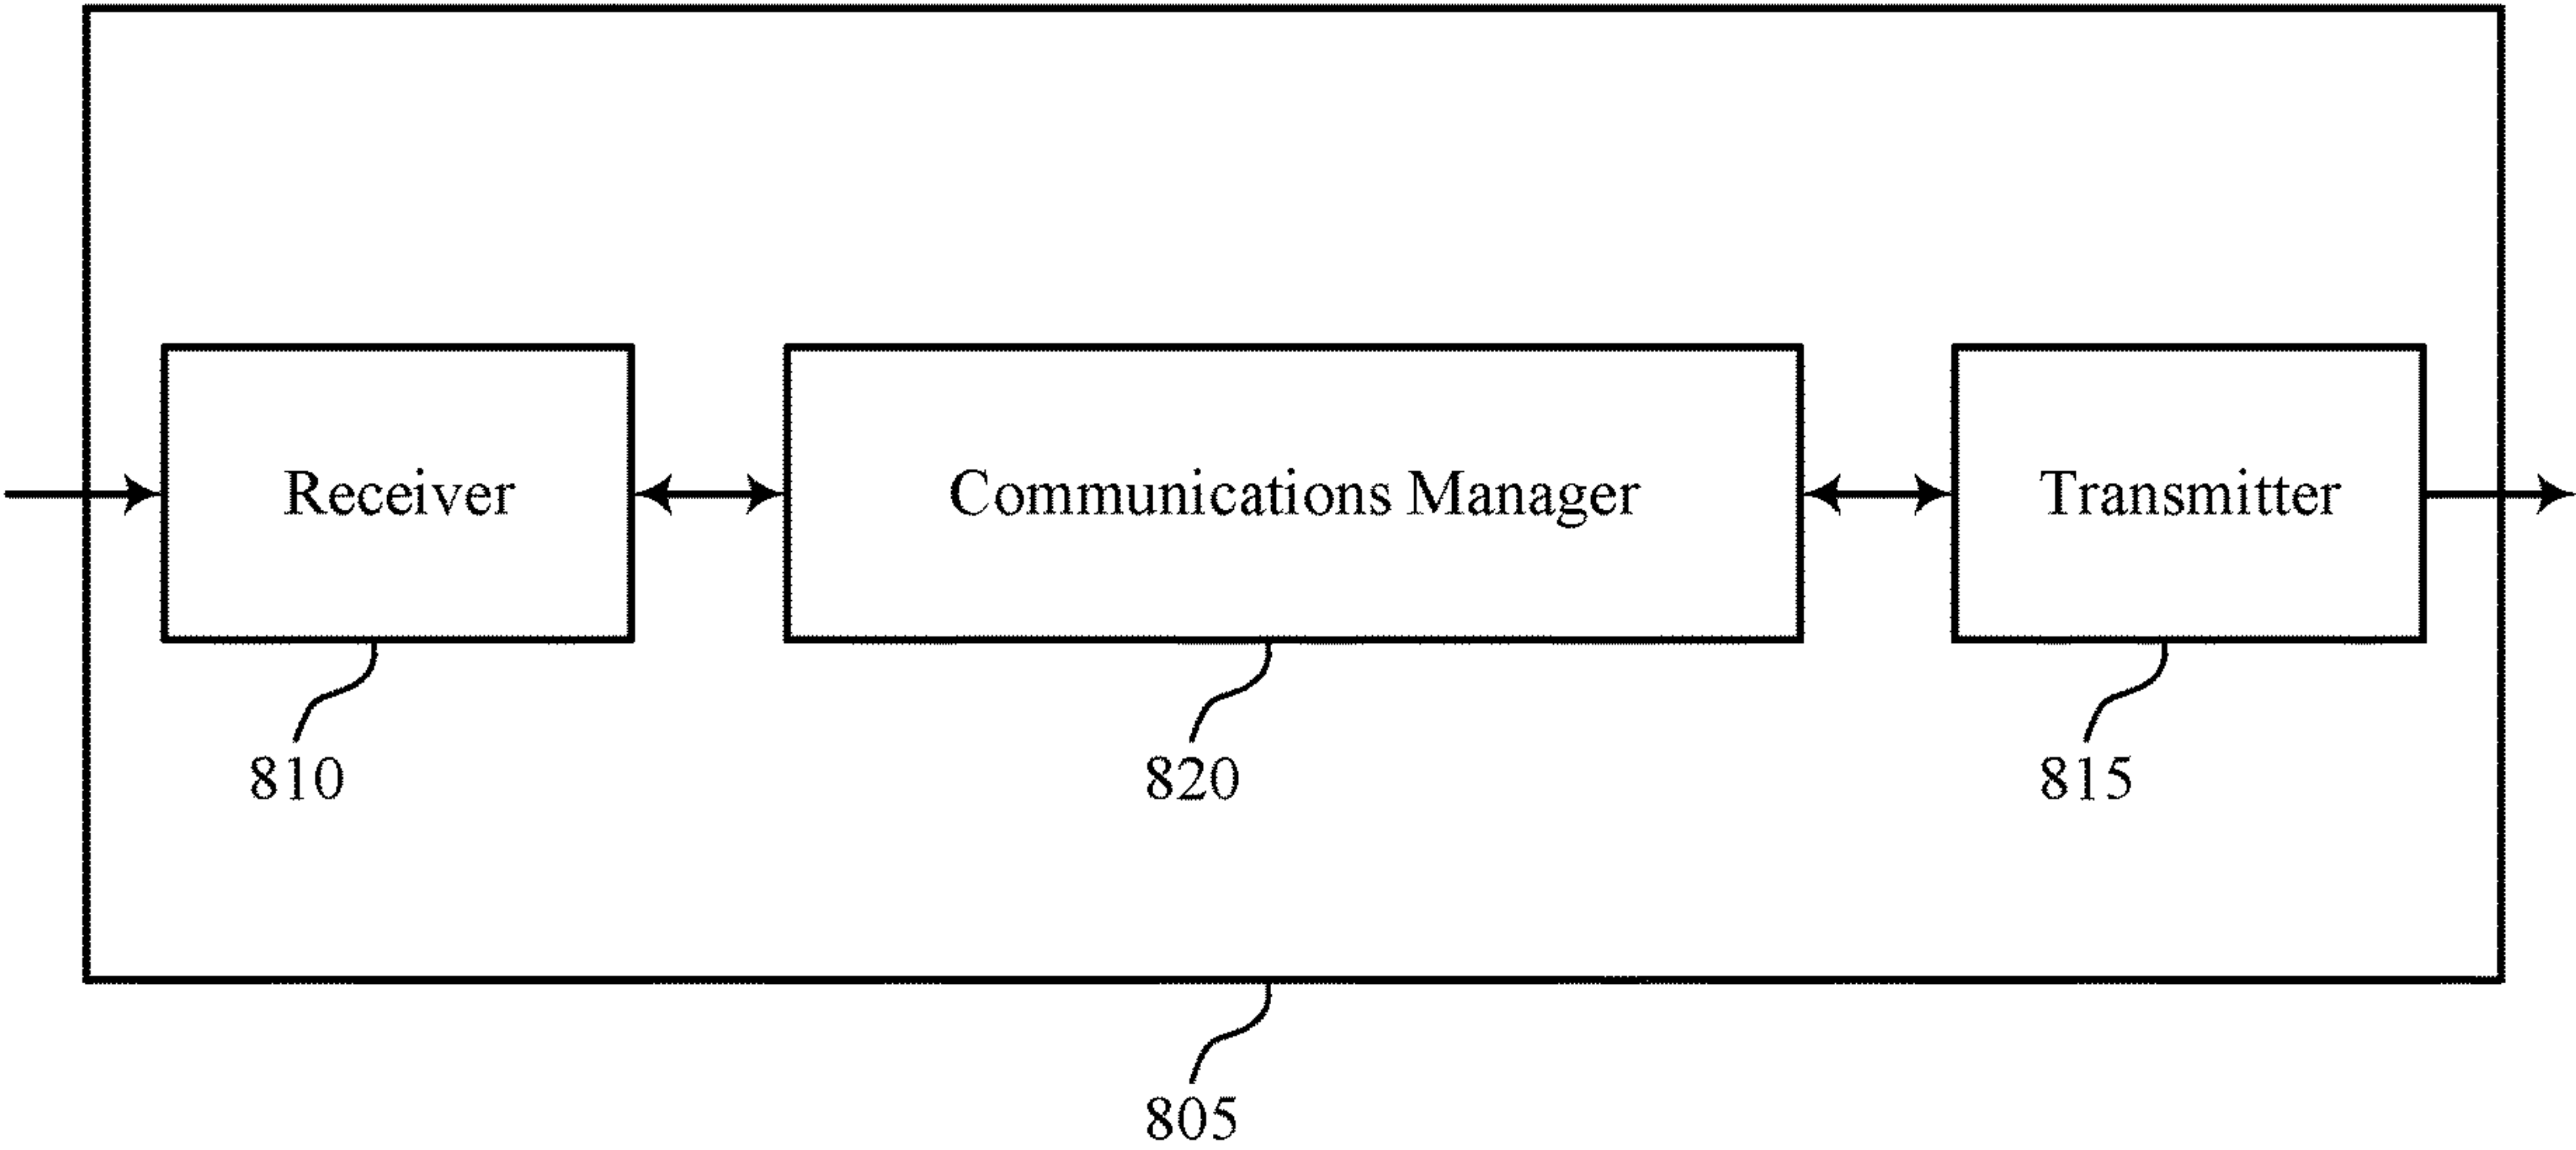 Receiver
Communications Manager
Transmitter
810
820
815
805